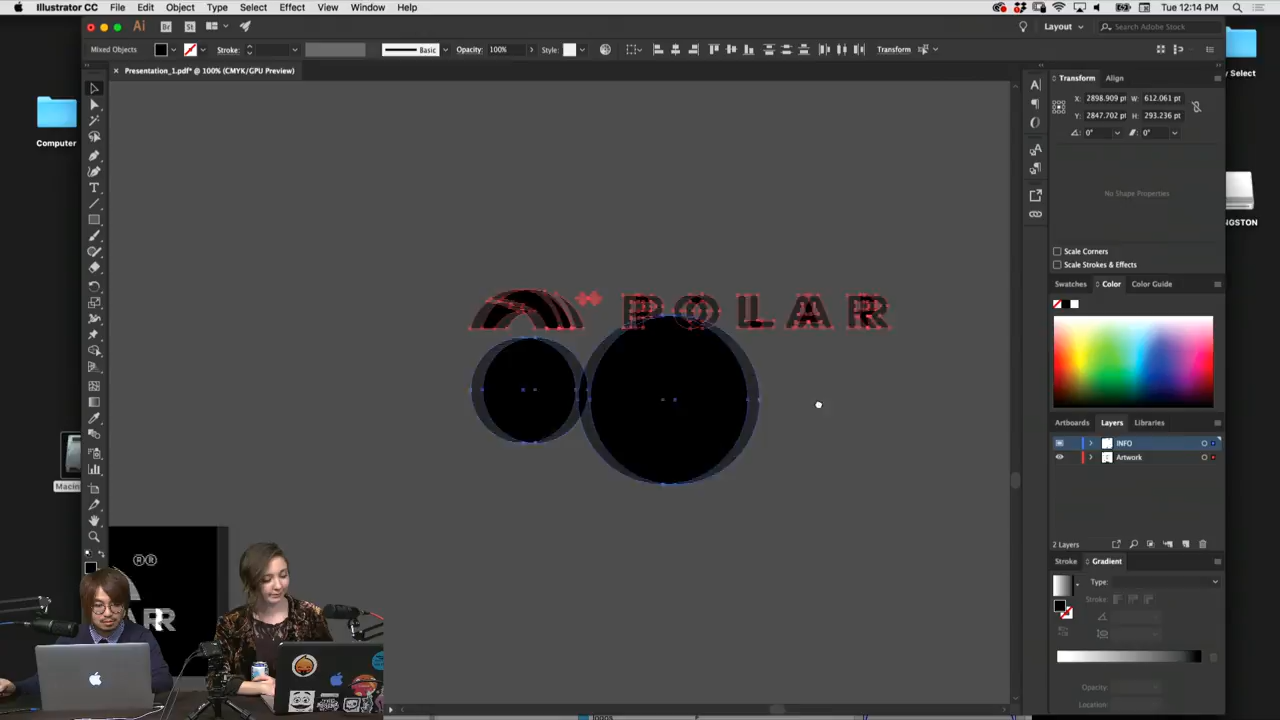 Illustrator CC File Edit Object Type Select Effect View Window Help
Tue 12:14 PM
Ai Br St
Layout
Search Adobe Stock
Mixed Objects
Stroke:
Basic
Opacity: 100%
Style:
Transform
× Presentation_1.pdf* @ 100% (CMYK/GPU Preview)
Computer
Transform Align
X: 2898.909 pt W: 612.061 pt
Y: 2847.702 pt H: 293.236 pt
0° 0°
No Shape Properties
Scale Corners
Scale Strokes & Effects
Swatches Color Color Guide
Artboards Layers Libraries
INFO
Artwork
2 Layers
Stroke Gradient
Type:
Stroke:
Opacity:
Location:
POLAR